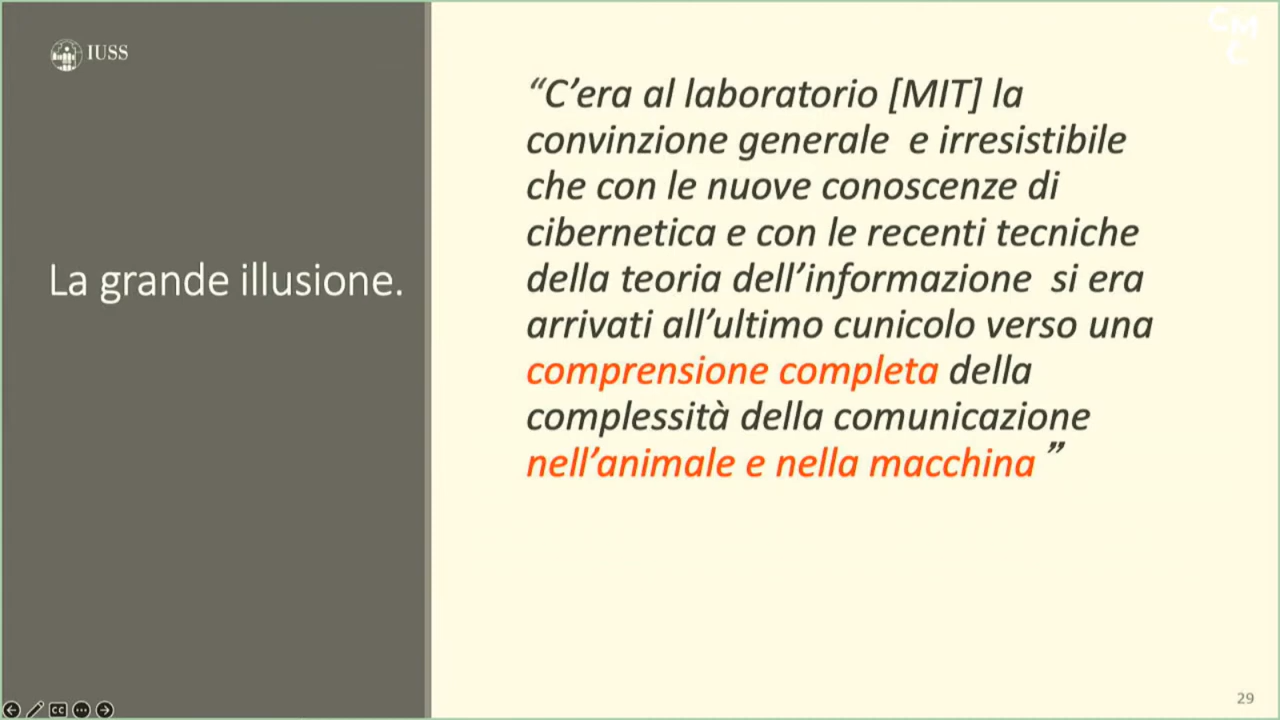 IUSS
La grande illusione.
“C’era al laboratorio [MIT] la
convinzione generale e irresistibile
che con le nuove conoscenze di
cibernetica e con le recenti tecniche
della teoria dell’informazione si era
arrivati all’ultimo cunicolo verso una
comprensione completa della
complessità della comunicazione
nell’animale e nella macchina”
CMC
29
CC